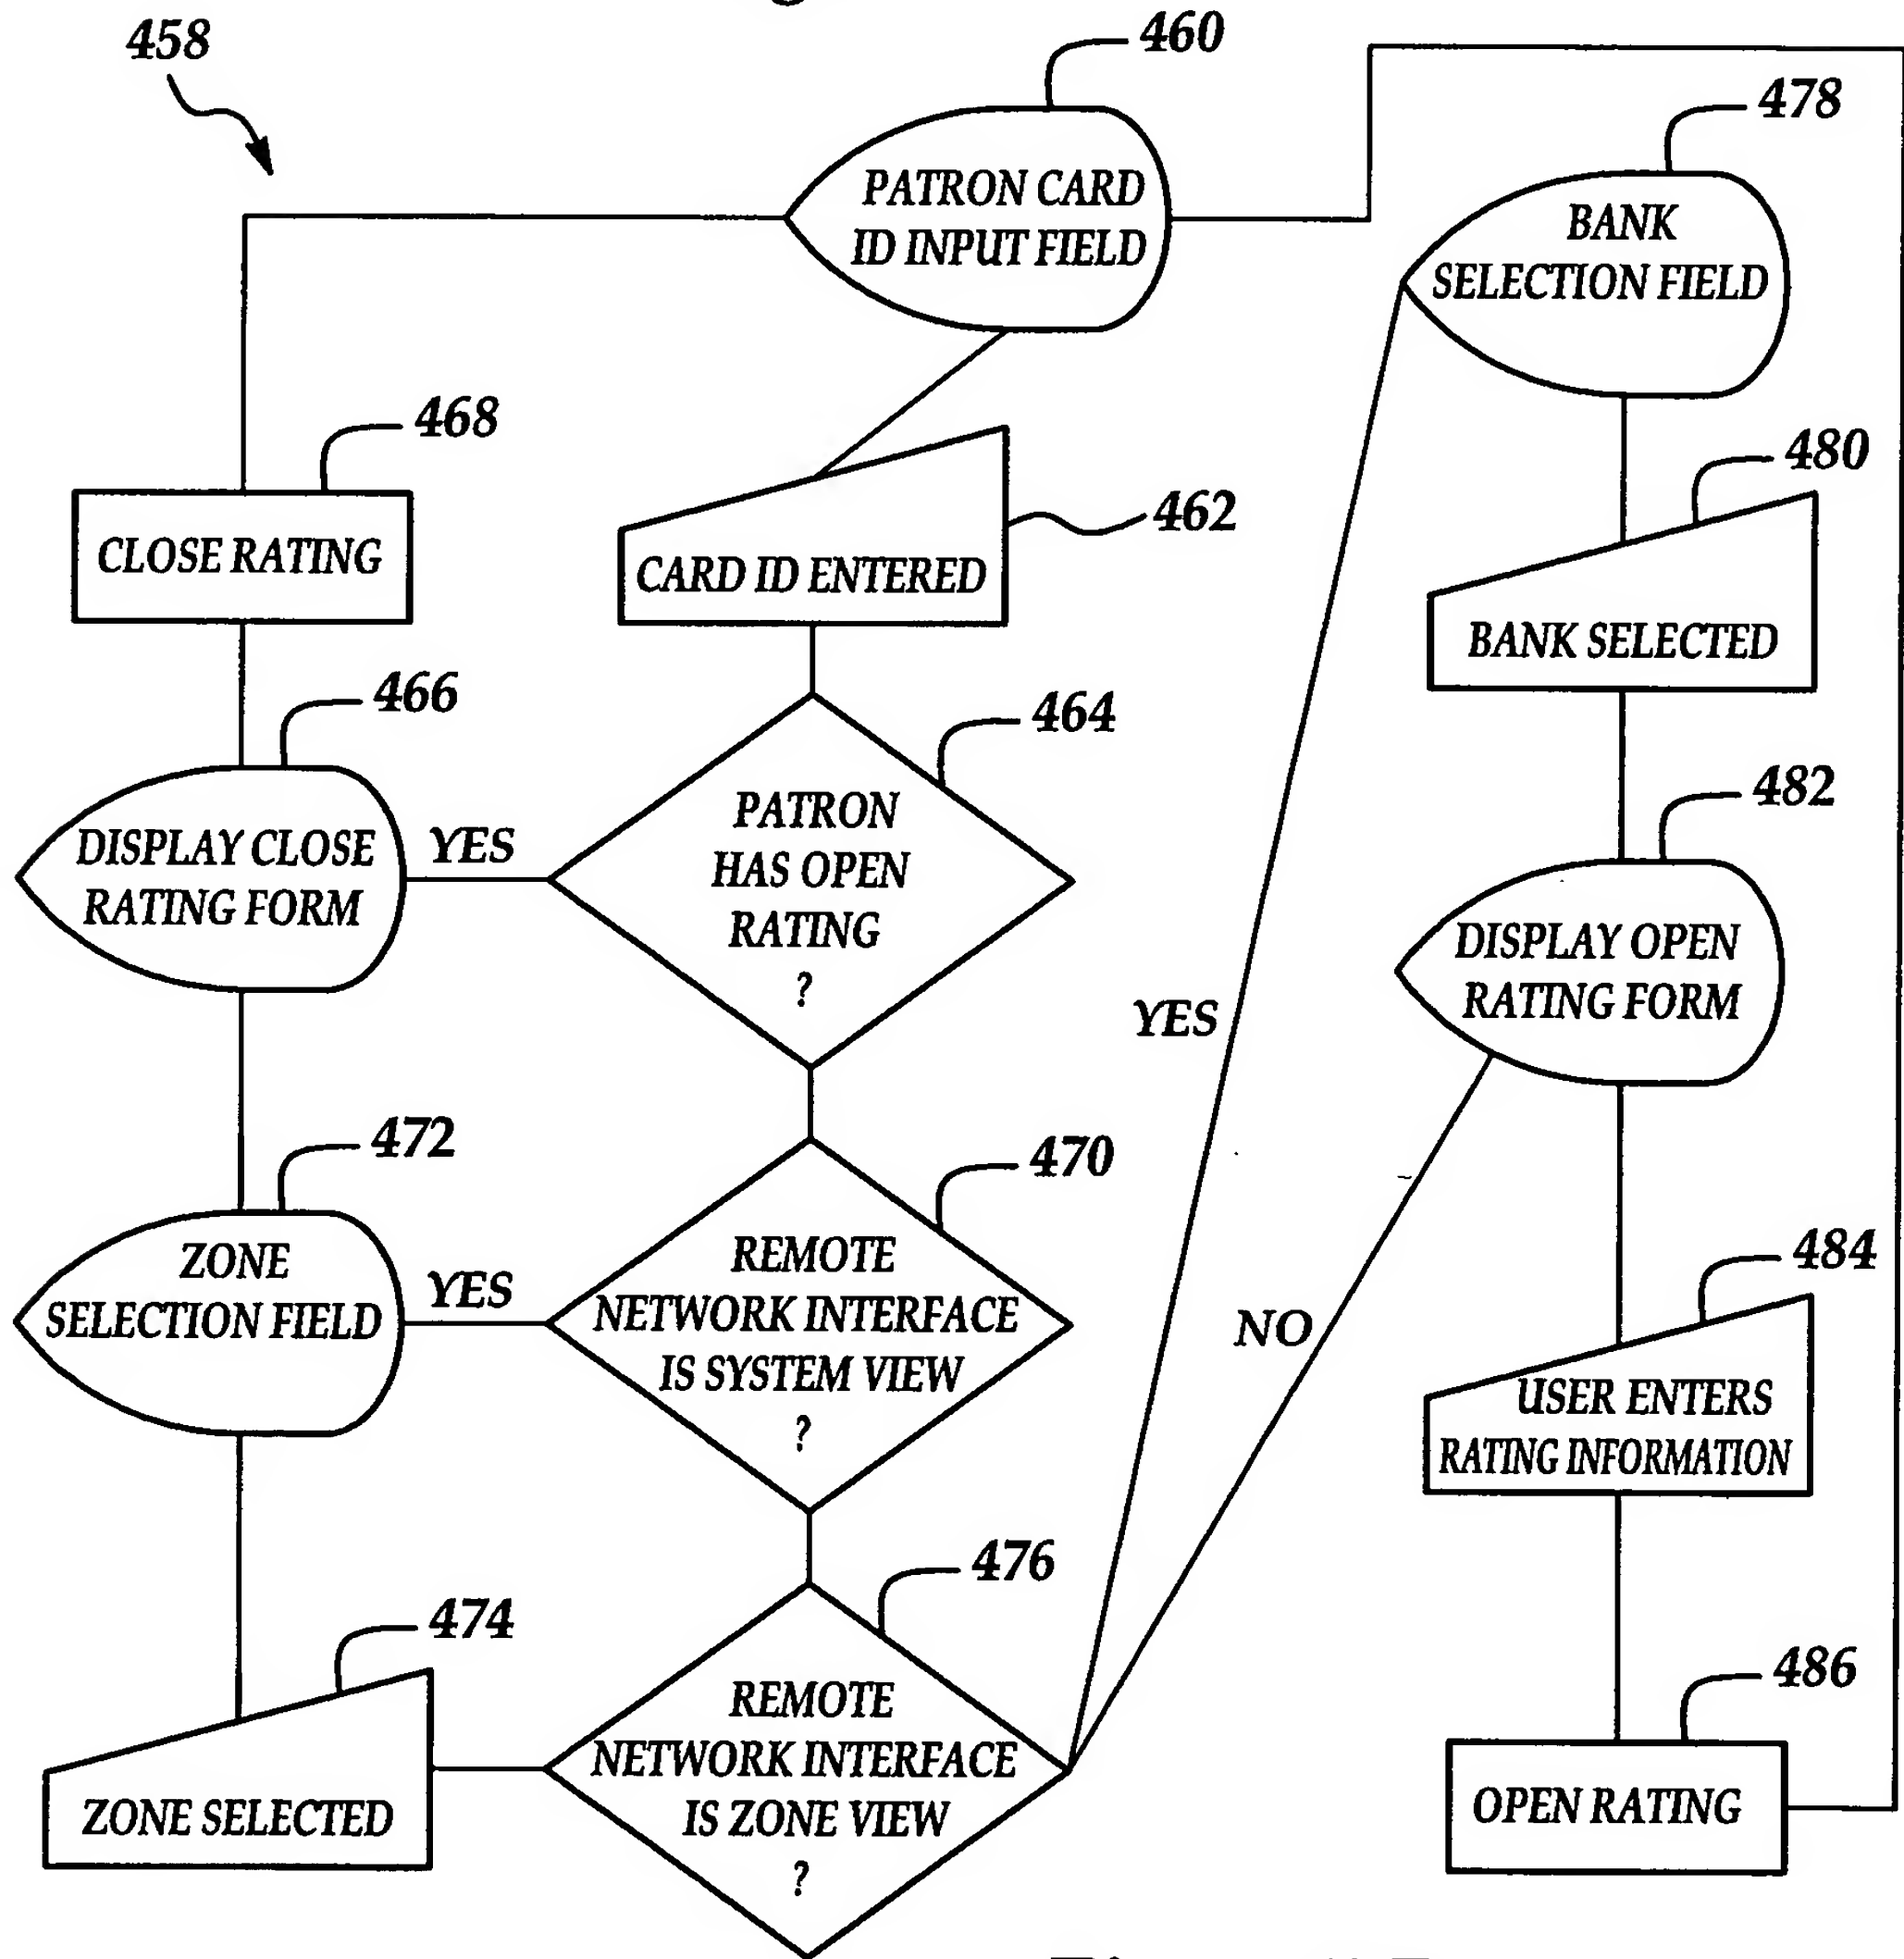 458
460
PATRON CARD
ID INPUT FIELD
478
BANK
SELECTION FIELD
468
CLOSE RATING
462
CARD ID ENTERED
480
BANK SELECTED
466
DISPLAY CLOSE
RATING FORM
YES
464
PATRON
HAS OPEN
RATING
?
482
DISPLAY OPEN
RATING FORM
YES
NO
472
ZONE
SELECTION FIELD
YES
470
REMOTE
NETWORK INTERFACE
IS SYSTEM VIEW
?
484
USER ENTERS
RATING INFORMATION
474
ZONE SELECTED
476
REMOTE
NETWORK INTERFACE
IS ZONE VIEW
?
486
OPEN RATING